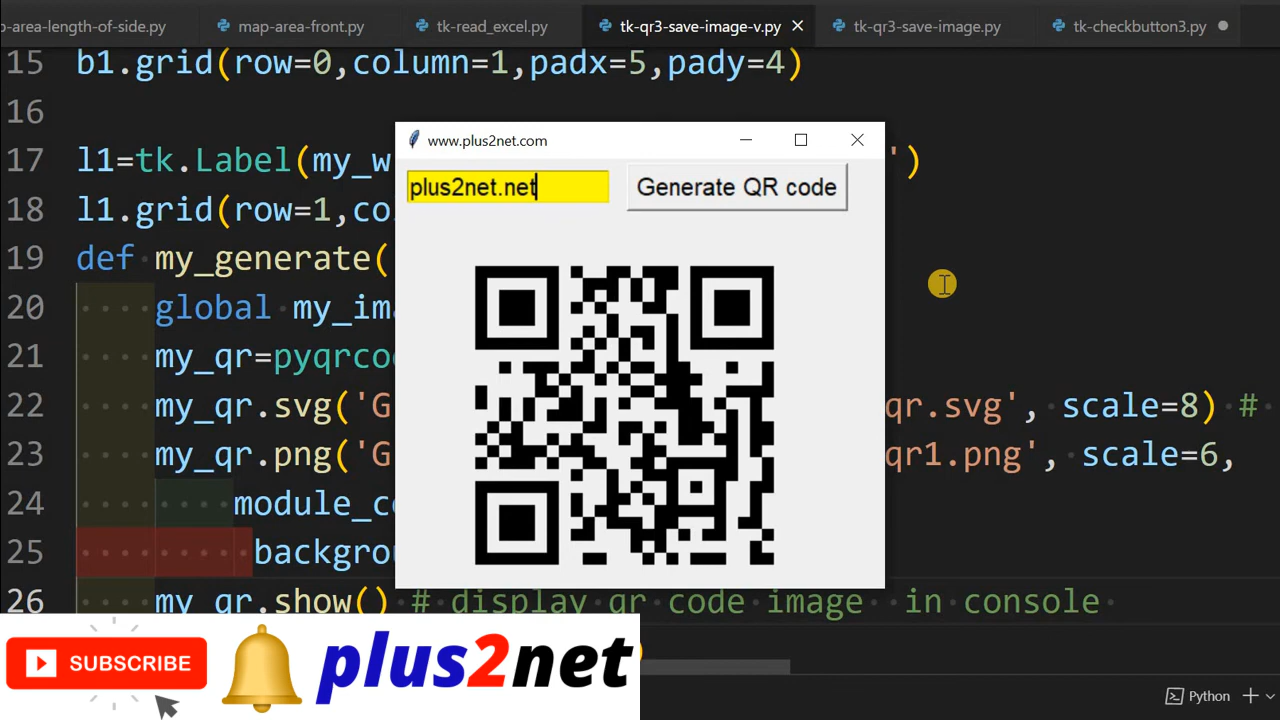 p-area-length-of-side.py map-area-front.py tk-read_excel.py tk-qr3-save-image-v.py tk-qr3-save-image.py tk-checkbutton3.py
15 b1.grid(row=0,column=1,padx=5,pady=4)
16
www.plus2net.com
17 l1=tk.Label(my_w ')
plus2net.net Generate QR code
18 l1.grid(row=1,co
19 def my_generate(
20 global my_ima
21 my_qr=pyqrcod
22 my_qr.svg('G qr.svg', scale=8) #
23 my_qr.png('G qr1.png', scale=6,
24 module_co
25 backgrou
26 my_qr.show() # display qr code image in console
)
SUBSCRIBE plus2net
Python